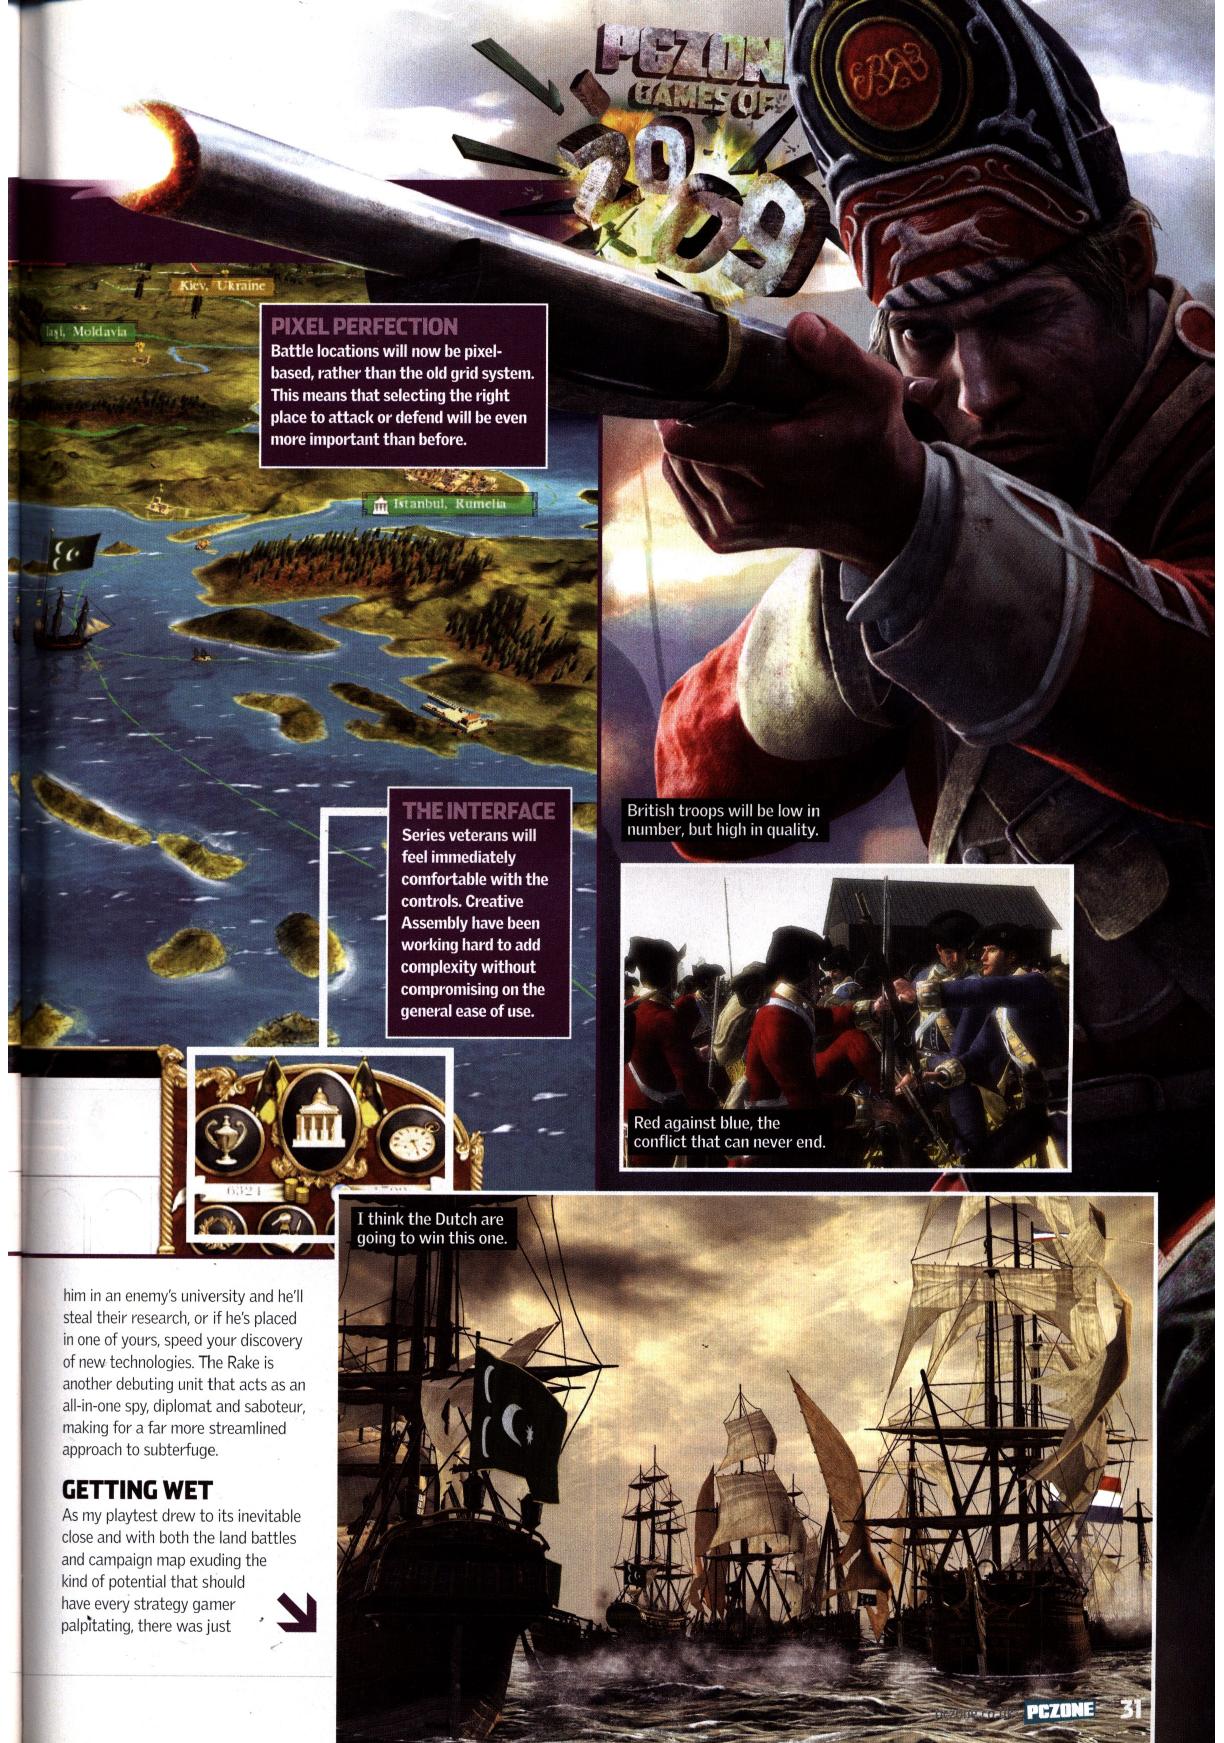 PCZONE
GAMES OF
2009
Kiev, Ukraine
Iași, Moldavia
PIXEL PERFECTION
Battle locations will now be pixel-
based, rather than the old grid system.
This means that selecting the right
place to attack or defend will be even
more important than before.
Istanbul, Rumelia
THE INTERFACE
Series veterans will
feel immediately
comfortable with the
controls. Creative
Assembly have been
working hard to add
complexity without
compromising on the
general ease of use.
British troops will be low in
number, but high in quality.
Red against blue, the
conflict that can never end.
6324
I think the Dutch are
going to win this one.
him in an enemy's university and he'll
steal their research, or if he's placed
in one of yours, speed your discovery
of new technologies. The Rake is
another debuting unit that acts as an
all-in-one spy, diplomat and saboteur,
making for a far more streamlined
approach to subterfuge.
GETTING WET
As my playtest drew to its inevitable
close and with both the land battles
and campaign map exuding the
kind of potential that should
have every strategy gamer
palpitating, there was just
pczone.co.uk PCZONE 31